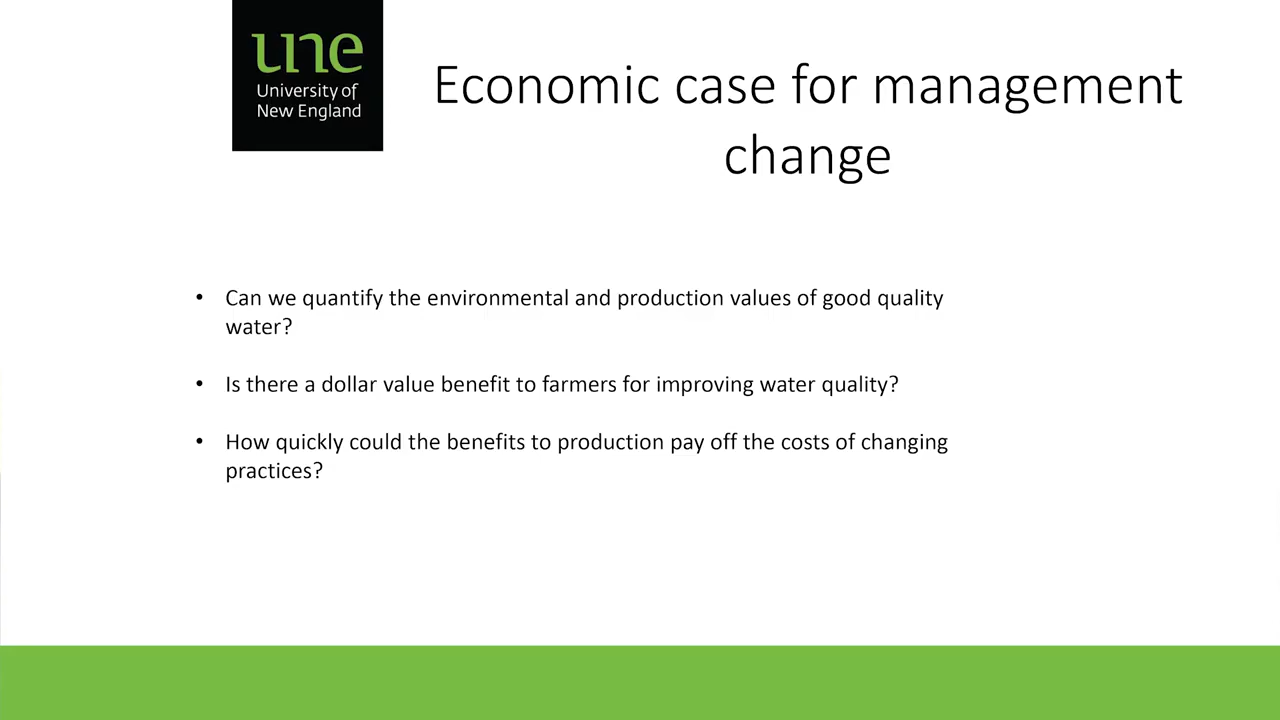 une
University of
New England
Economic case for management
change
• Can we quantify the environmental and production values of good quality
water?
• Is there a dollar value benefit to farmers for improving water quality?
• How quickly could the benefits to production pay off the costs of changing
practices?